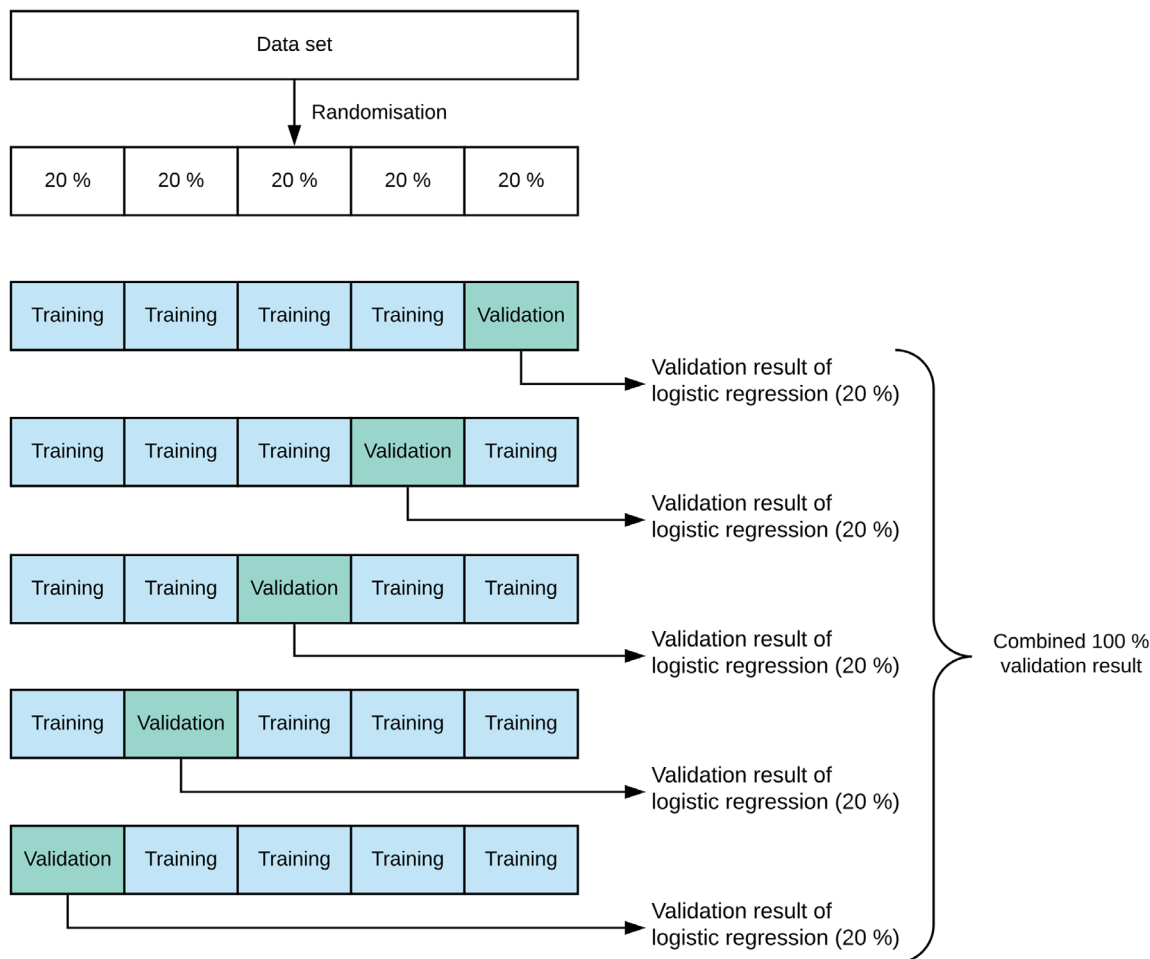 Data set
Randomisation
20 % 20 % 20 % 20 % 20 %
Training Training Training Training Validation
Validation result of
logistic regression (20 %)
Training Training Training Validation Training
Validation result of
logistic regression (20 %)
Training Training Validation Training Training
Validation result of
logistic regression (20 %)
Combined 100 %
validation result
Training Validation Training Training Training
Validation result of
logistic regression (20 %)
Validation Training Training Training Training
Validation result of
logistic regression (20 %)